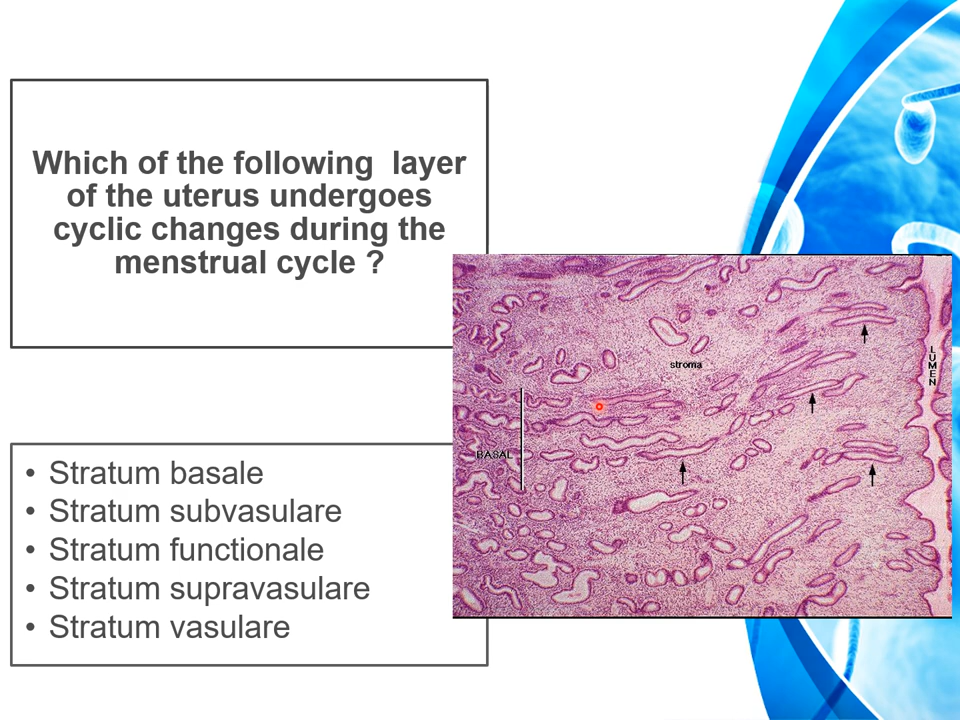 Which of the following  layer
of the uterus undergoes
cyclic changes during the
menstrual cycle ?
stroma
LUMEN
BASAL
• Stratum basale
• Stratum subvasulare
• Stratum functionale
• Stratum supravasulare
• Stratum vasulare